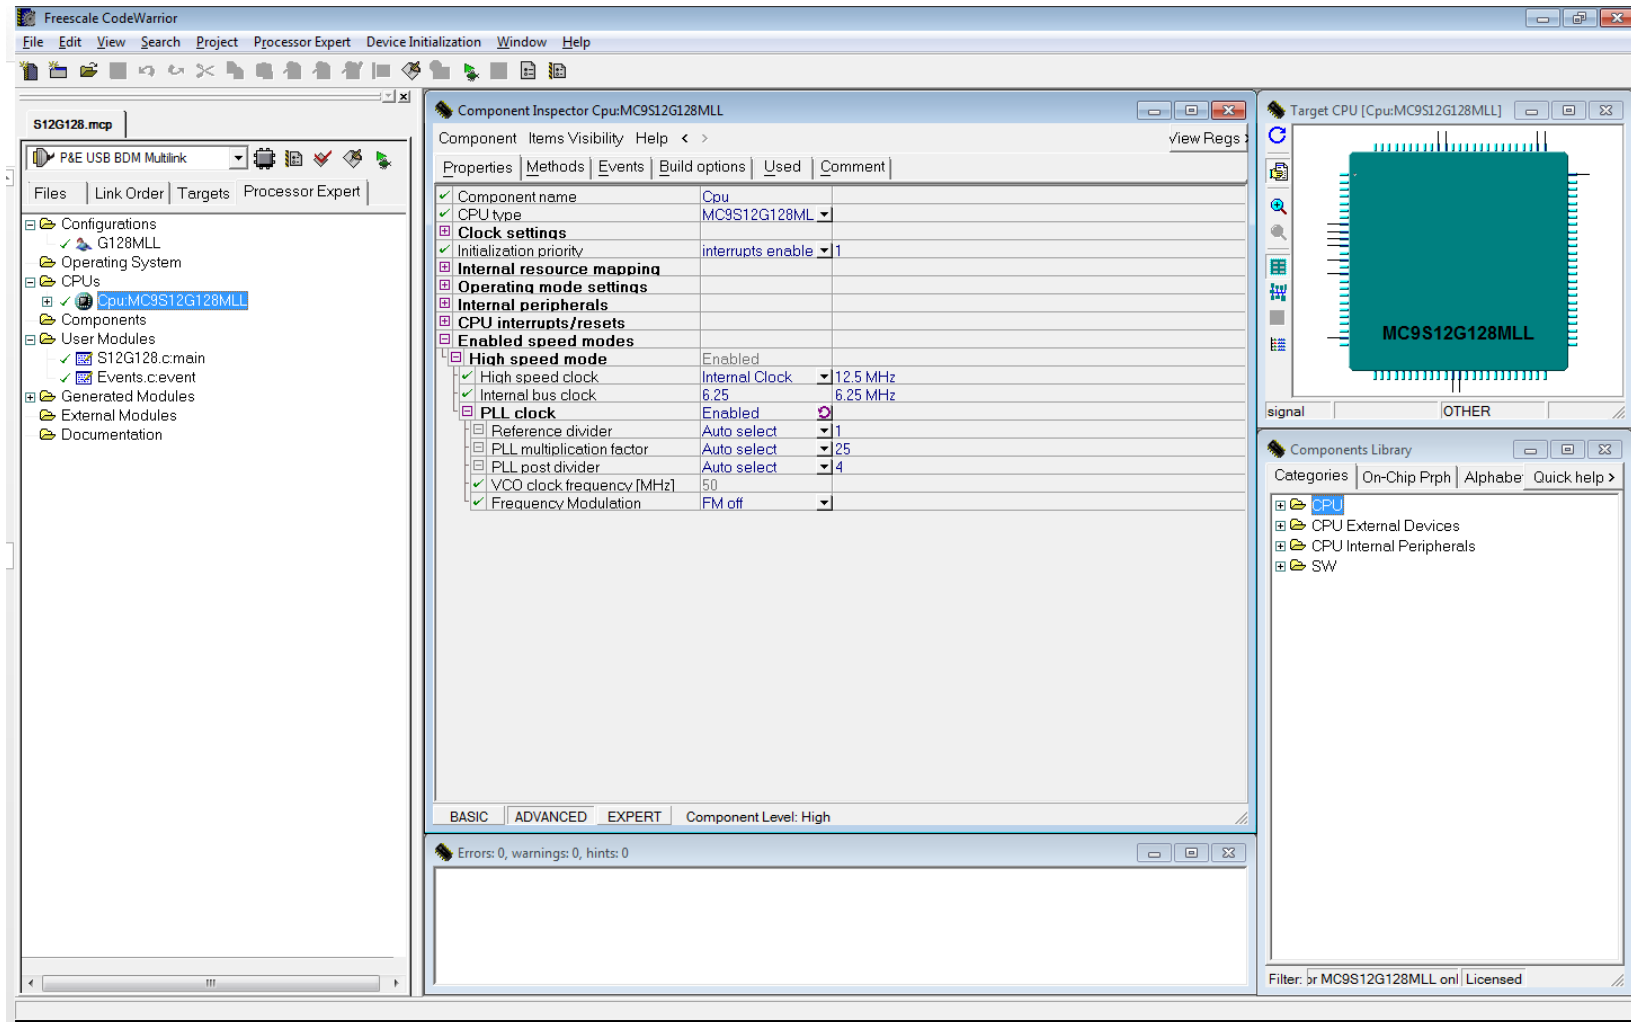 Freescale CodeWarrior
File Edit View Search Project Processor Expert Device Initialization Window Help
S12G128.mcp
P&E USB BDM Multilink
Files Link Order Targets Processor Expert
Configurations
G128MLL
Operating System
CPUs
Cpu:MC9S12G128MLL
Components
User Modules
S12G128.c:main
Events.c:event
Generated Modules
External Modules
Documentation
Component Inspector Cpu:MC9S12G128MLL
Component Items Visibility Help < > View Regs
Properties Methods Events Build options Used Comment
Component name Cpu
CPU type MC9S12G128ML
Clock settings
Initialization priority interrupts enable 1
Internal resource mapping
Operating mode settings
Internal peripherals
CPU interrupts/resets
Enabled speed modes
High speed mode Enabled
High speed clock Internal Clock 12.5 MHz
Internal bus clock 6.25 6.25 MHz
PLL clock Enabled
Reference divider Auto select 1
PLL multiplication factor Auto select 25
PLL post divider Auto select 4
VCO clock frequency [MHz] 50
Frequency Modulation FM off
BASIC ADVANCED EXPERT Component Level: High
Errors: 0, warnings: 0, hints: 0
Target CPU [Cpu:MC9S12G128MLL]
MC9S12G128MLL
signal OTHER
Components Library
Categories On-Chip Prph Alphabe Quick help >
CPU
CPU External Devices
CPU Internal Peripherals
SW
Filter: or MC9S12G128MLL onl Licensed